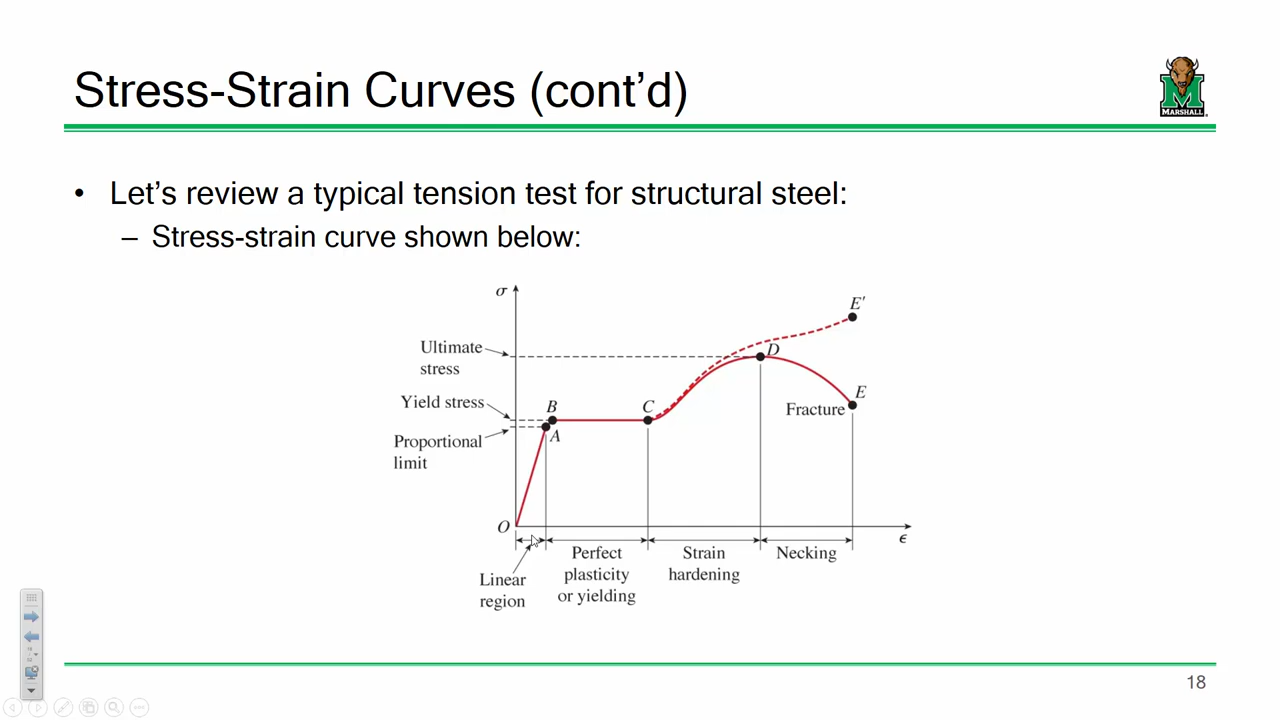 Stress-Strain Curves (cont’d)
MARSHALL
• Let’s review a typical tension test for structural steel:
– Stress-strain curve shown below:
σ
E′
Ultimate
stress
D
Yield stress
B
C
E
Fracture
A
Proportional
limit
O
ϵ
Linear
region
Perfect
plasticity
or yielding
Strain
hardening
Necking
18